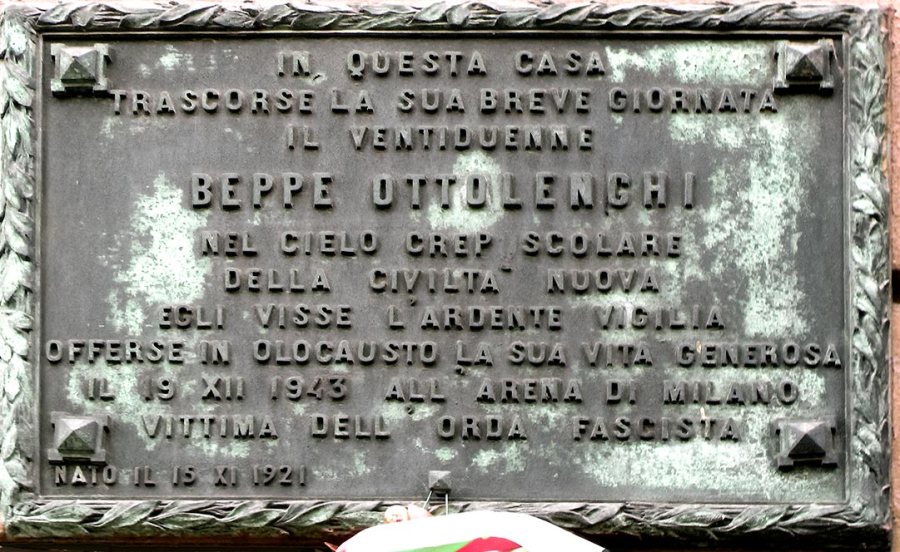 IN QUESTA CASA
TRASCORSE LA SUA BREVE GIORNATA
IL VENTIDUENNE
BEPPE OTTOLENGHI
NEL CIELO CREPUSCOLARE
DELLA CIVILTA' NUOVA
EGLI VISSE L'ARDENTE VIGILIA
OFFERSE IN OLOCAUSTO LA SUA VITA GENEROSA
IL 19 XII 1943 ALL'ARENA DI MILANO
VITTIMA DELL'ORDA FASCISTA
NATO IL 15 XI 1921